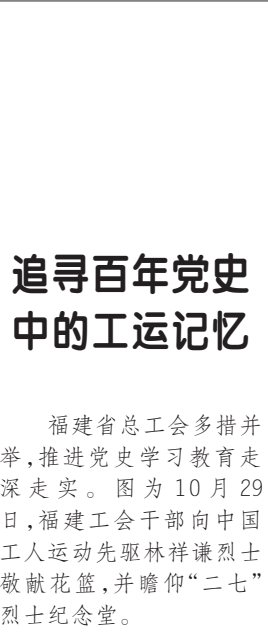 追寻百年党史
中的工运记忆
福建省总工会多措并
举，推进党史学习教育走
深走实。图为10月29
日，福建工会干部向中国
工人运动先驱林祥谦烈士
敬献花篮，并瞻仰“二七”
烈士纪念堂。